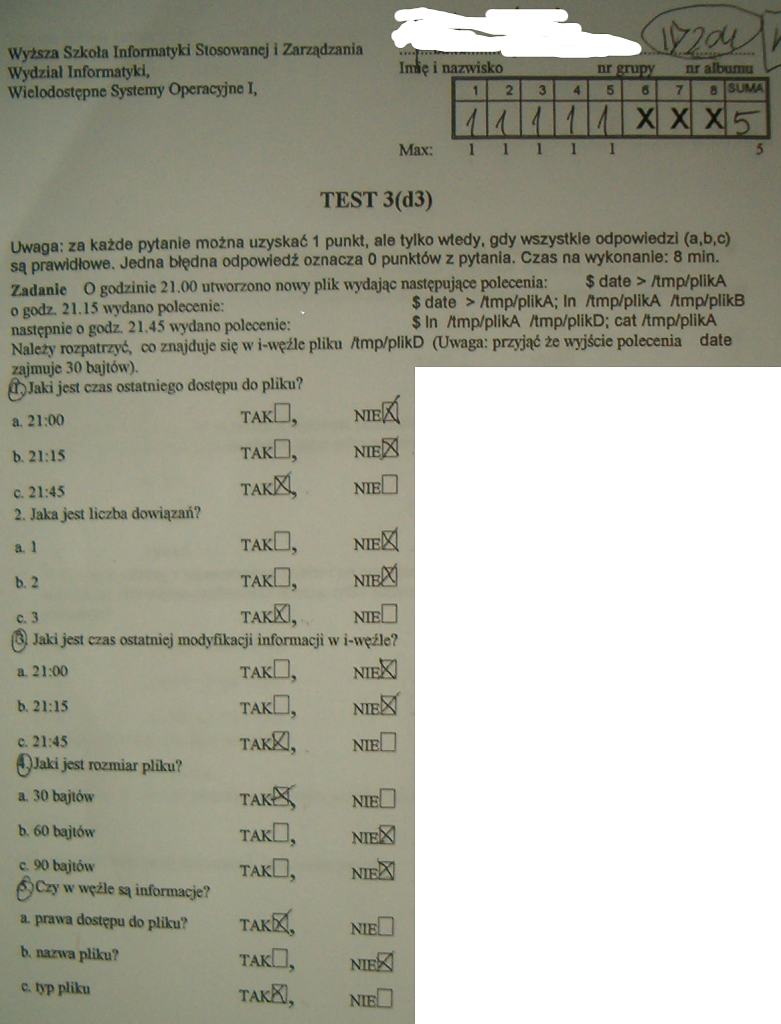 Wyższa Szkoła Informatyki Stosowanej i Zarządzania
Wydział Informatyki,
Wielodostępne Systemy Operacyjne I,
Imię i nazwisko nr grupy nr albumu
1 2 3 4 5 6 7 8 SUMA
1 1 1 1 1 X X X 5
Max: 1 1 1 1 1 5
TEST 3(d3)
Uwaga: za każde pytanie można uzyskać 1 punkt, ale tylko wtedy, gdy wszystkie odpowiedzi (a,b,c)
są prawidłowe. Jedna błędna odpowiedź oznacza 0 punktów z pytania. Czas na wykonanie: 8 min.
Zadanie O godzinie 21.00 utworzono nowy plik wydając następujące polecenia: $ date > /tmp/plikA
o godz. 21.15 wydano polecenie: $ date > /tmp/plikA; ln /tmp/plikA /tmp/plikB
następnie o godz. 21.45 wydano polecenie: $ ln /tmp/plikA /tmp/plikD; cat /tmp/plikA
Należy rozpatrzyć, co znajduje się w i-węźle pliku /tmp/plikD (Uwaga: przyjąć że wyjście polecenia date
zajmuje 30 bajtów).
1. Jaki jest czas ostatniego dostępu do pliku?
a. 21:00 TAK, NIE
b. 21:15 TAK, NIE
c. 21:45 TAK, NIE
2. Jaka jest liczba dowiązań?
a. 1 TAK, NIE
b. 2 TAK, NIE
c. 3 TAK, NIE
3. Jaki jest czas ostatniej modyfikacji informacji w i-węźle?
a. 21:00 TAK, NIE
b. 21:15 TAK, NIE
c. 21:45 TAK, NIE
4. Jaki jest rozmiar pliku?
a. 30 bajtów TAK, NIE
b. 60 bajtów TAK, NIE
c. 90 bajtów TAK, NIE
5. Czy w węźle są informacje?
a. prawa dostępu do pliku? TAK, NIE
b. nazwa pliku? TAK, NIE
c. typ pliku TAK, NIE